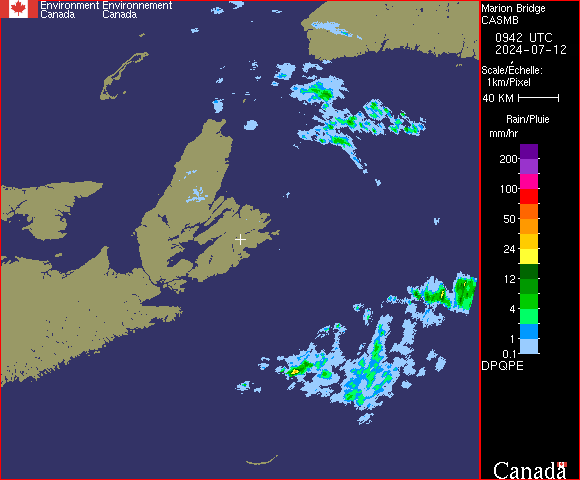 Environment Environnement
Canada Canada
Marion Bridge
CASMB
0942 UTC
2024-07-12
Scale/Échelle:
1km/Pixel
40 KM
Rain/Pluie
mm/hr
200
100
50
24
12
4
1
0.1
DPQPE
Canada